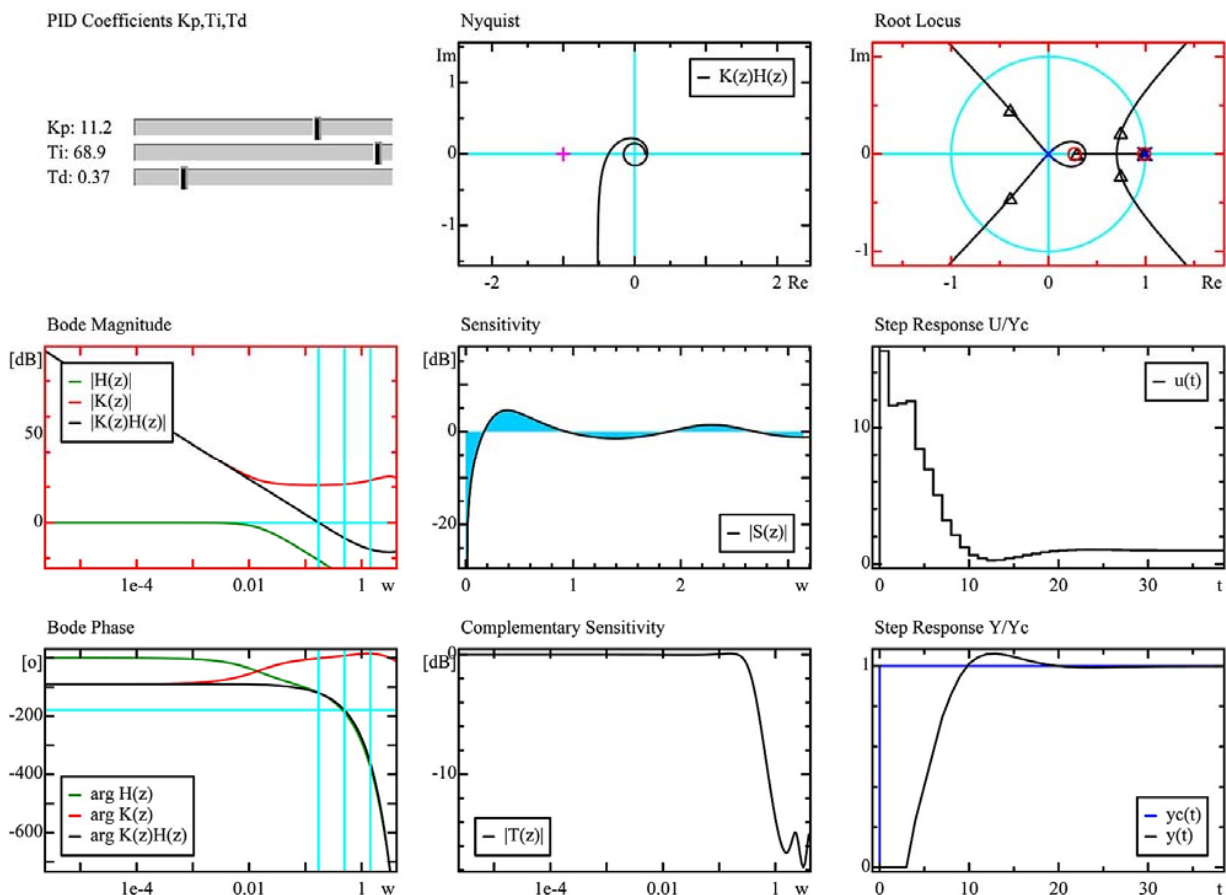 PID Coefficients Kp,Ti,Td
Kp: 11.2
Ti: 68.9
Td: 0.37
Nyquist
Im
1
0
-1
-2
0
2 Re
K(z)H(z)
Root Locus
Im
1
0
-1
-1
0
1
Re
Bode Magnitude
[dB]
50
0
|H(z)|
|K(z)|
|K(z)H(z)|
1e-4
0.01
1
w
Sensitivity
[dB]
0
-20
|S(z)|
0
1
2
w
Step Response U/Yc
10
0
u(t)
0
10
20
30
t
Bode Phase
[o]
-200
-400
-600
arg H(z)
arg K(z)
arg K(z)H(z)
1e-4
0.01
1
w
Complementary Sensitivity
[dB]
0
-10
|T(z)|
1e-4
0.01
1
w
Step Response Y/Yc
1
0
yc(t)
y(t)
0
10
20
30
t